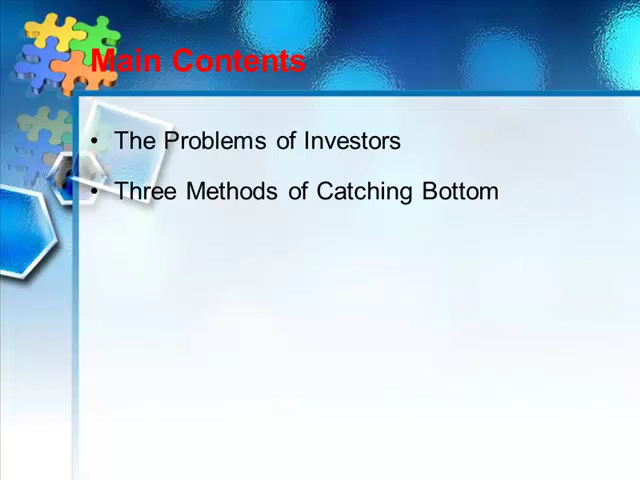 Main Contents
• The Problems of Investors
• Three Methods of Catching Bottom